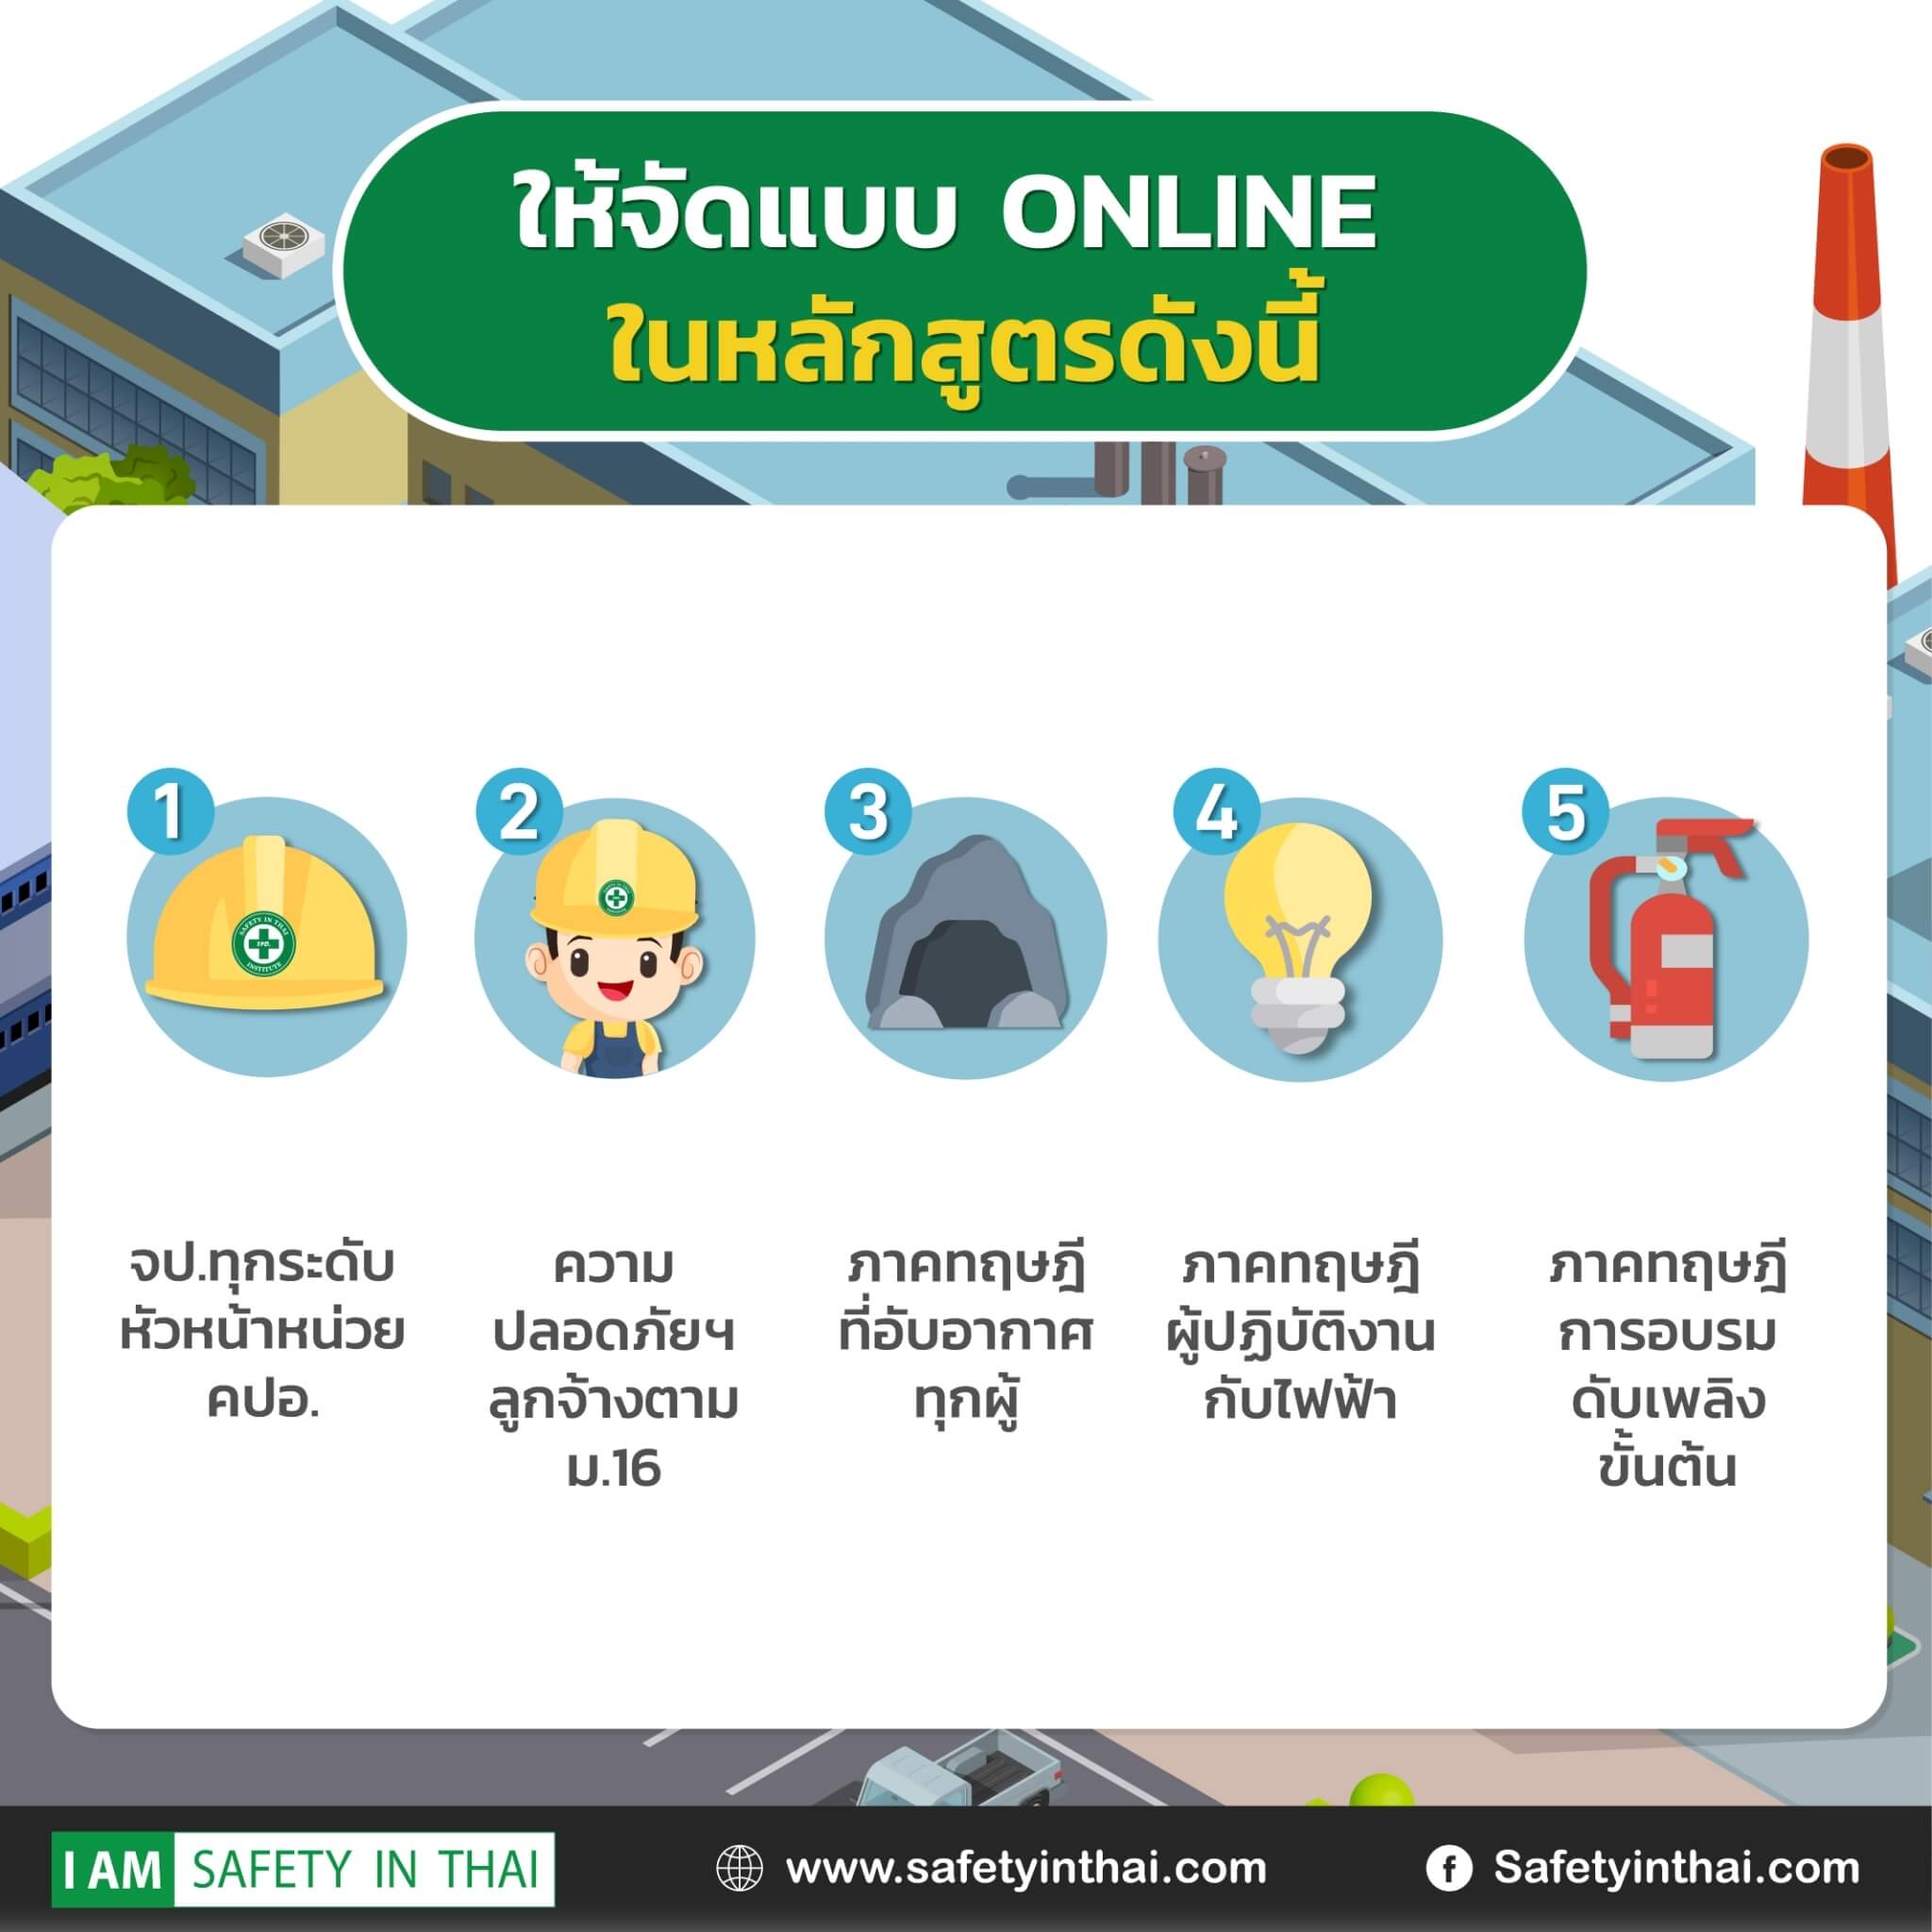 ให้จัดแบบ ONLINE
ในหลักสูตรดังนี้
1
2
3
4
5
SAFETY IN THAI
INSTITUTE
จป.ทุกระดับ
หัวหน้าหน่วย
คปอ.
ความ
ปลอดภัยฯ
ลูกจ้างตาม
ม.16
ภาคทฤษฎี
ที่อับอากาศ
ทุกผู้
ภาคทฤษฎี
ผู้ปฏิบัติงาน
กับไฟฟ้า
ภาคทฤษฎี
การอบรม
ดับเพลิง
ขั้นต้น
I AM SAFETY IN THAI
www.safetyinthai.com
Safetyinthai.com